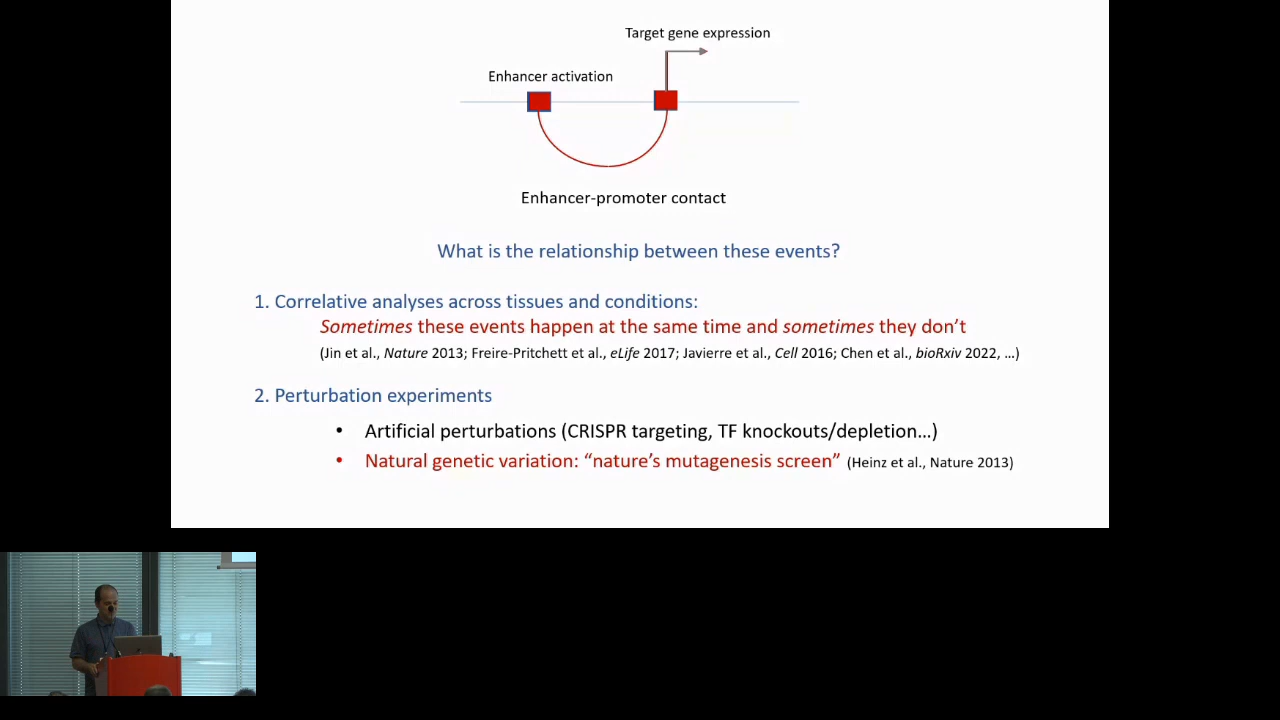 Target gene expression
Enhancer activation
Enhancer-promoter contact
What is the relationship between these events?
1. Correlative analyses across tissues and conditions:
Sometimes these events happen at the same time and sometimes they don’t
(Jin et al., Nature 2013; Freire-Pritchett et al., eLife 2017; Javierre et al., Cell 2016; Chen et al., bioRxiv 2022, …)
2. Perturbation experiments
• Artificial perturbations (CRISPR targeting, TF knockouts/depletion…)
• Natural genetic variation: “nature’s mutagenesis screen” (Heinz et al., Nature 2013)